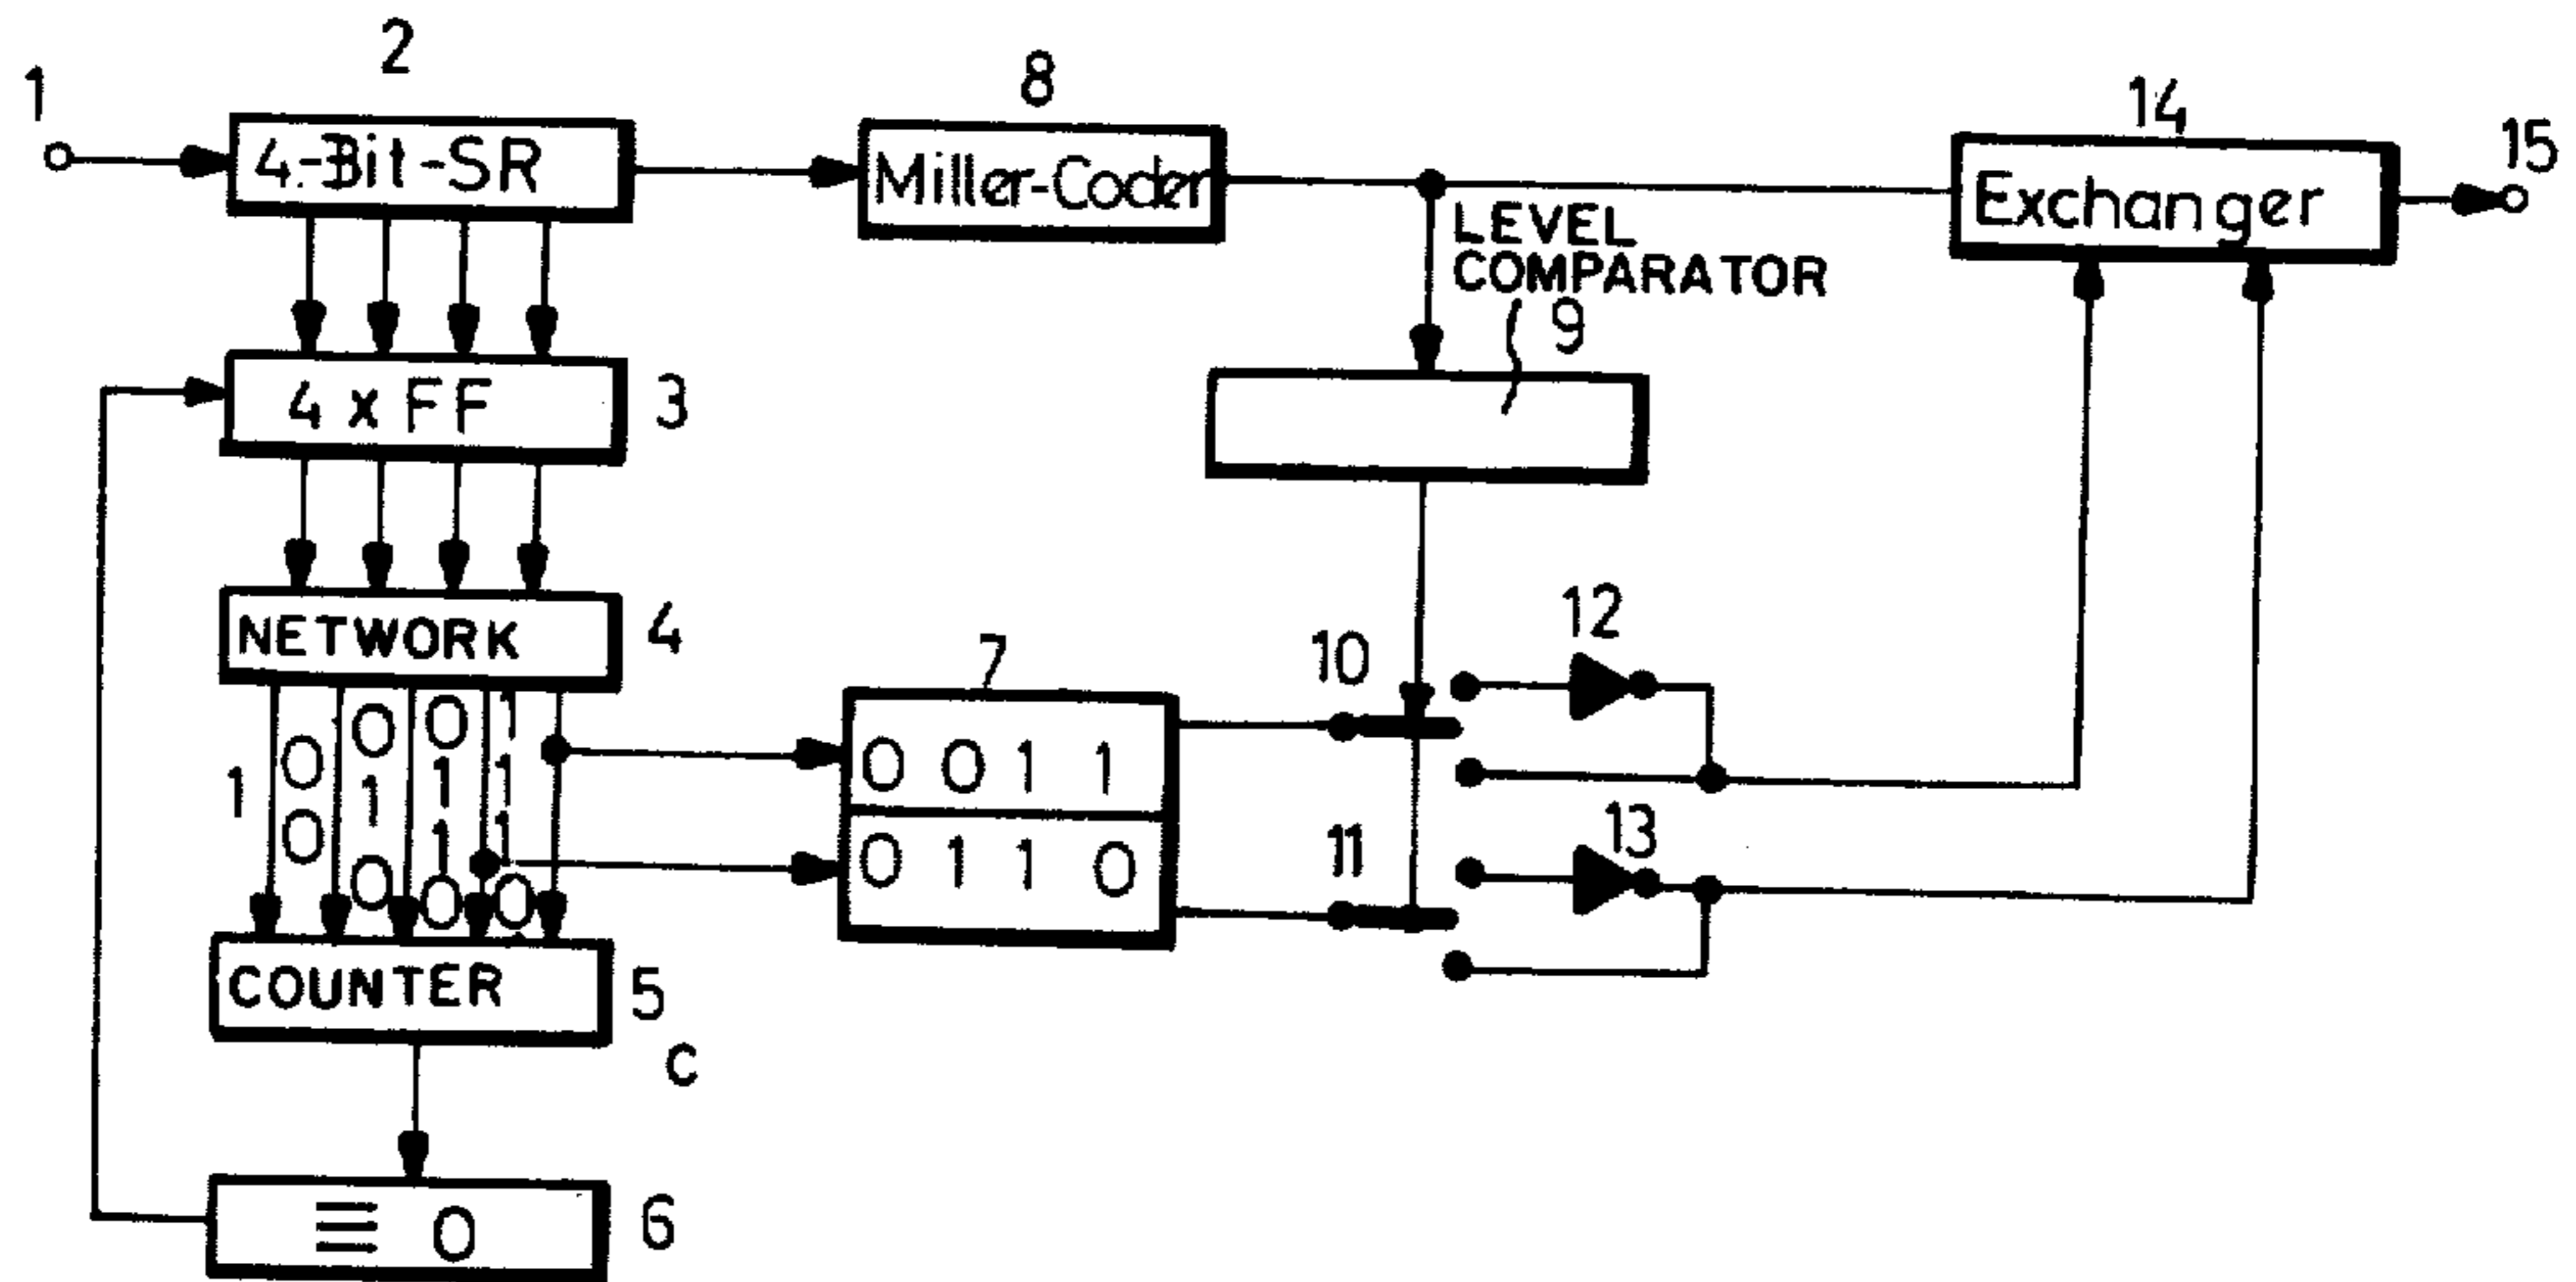 1
2
4-Bit-SR
8
Miller-Coder
14
Exchanger
15
LEVEL
COMPARATOR
9
4 x FF
3
NETWORK
4
1
0
0
0
1
0
0
1
1
0
1
1
1
0
7
0 0 1 1
0 1 1 0
10
11
12
13
COUNTER
5
C
≡ 0
6